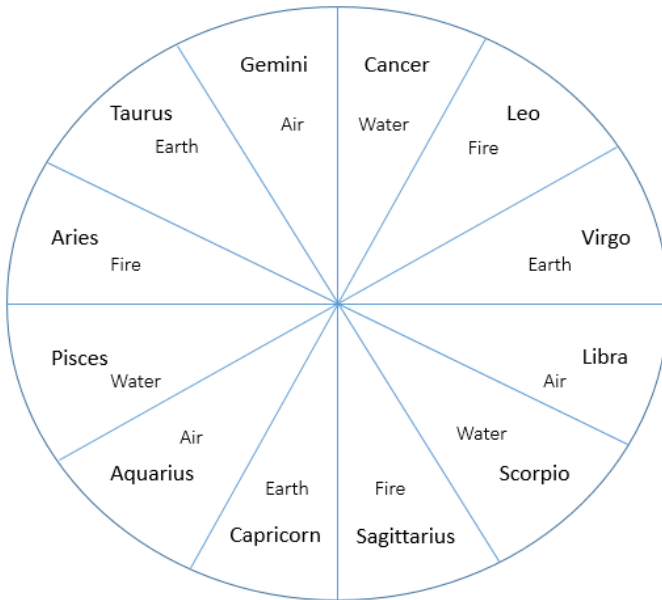 Gemini
Air
Cancer
Water
Leo
Fire
Virgo
Earth
Libra
Air
Scorpio
Water
Sagittarius
Fire
Capricorn
Earth
Aquarius
Air
Pisces
Water
Aries
Fire
Taurus
Earth